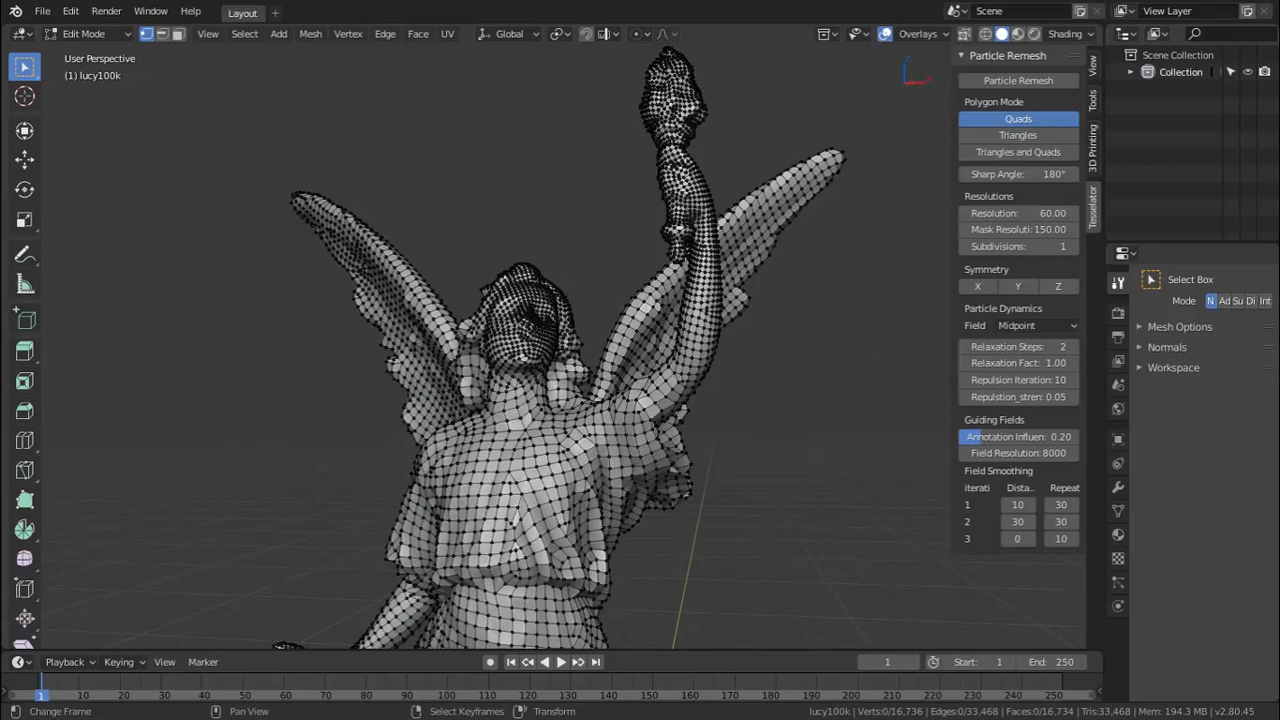 File Edit Render Window Help Layout + Scene View Layer
Edit Mode View Select Add Mesh Vertex Edge Face UV Global Overlays Shading
User Perspective
(1) lucy100k
Particle Remesh
Particle Remesh
Polygon Mode
Quads
Triangles
Triangles and Quads
Sharp Angle: 180°
Resolutions
Resolution: 60.00
Mask Resoluti: 150.00
Subdivisions: 1
Symmetry
X Y Z
Particle Dynamics
Field Midpoint
Relaxation Steps: 2
Relaxation Fact: 1.00
Repulsion Iteration: 10
Repulstion_stren: 0.05
Guiding Fields
Annotation Influen: 0.20
Field Resolution: 8000
Field Smoothing
iterati Dista.. Repeat
1 10 30
2 30 30
3 0 10
View
Tools
3D Printing
Tesselator
Scene Collection
Collection
Select Box
Mode N Ad Su Di Int
Mesh Options
Normals
Workspace
Playback Keying View Marker 1 Start: 1 End: 250
1 10 20 30 40 50 60 70 80 90 100 110 120 130 140 150 160 170 180 190 200 210 220 230 240 250
Change Frame Pan View Select Keyframes Transform lucy100k | Verts:0/16,736 | Edges:0/33,468 | Faces:0/16,734 | Tris:33,468 | Mem: 194.3 MB | v2.80.45